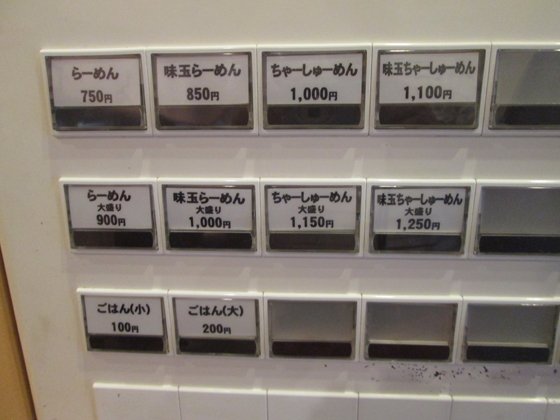 らーめん
750円
味玉らーめん
850円
ちゃーしゅーめん
1,000円
味玉ちゃーしゅーめん
1,100円
らーめん
大盛り
900円
味玉らーめん
大盛り
1,000円
ちゃーしゅーめん
大盛り
1,150円
味玉ちゃーしゅーめん
大盛り
1,250円
ごはん(小)
100円
ごはん(大)
200円